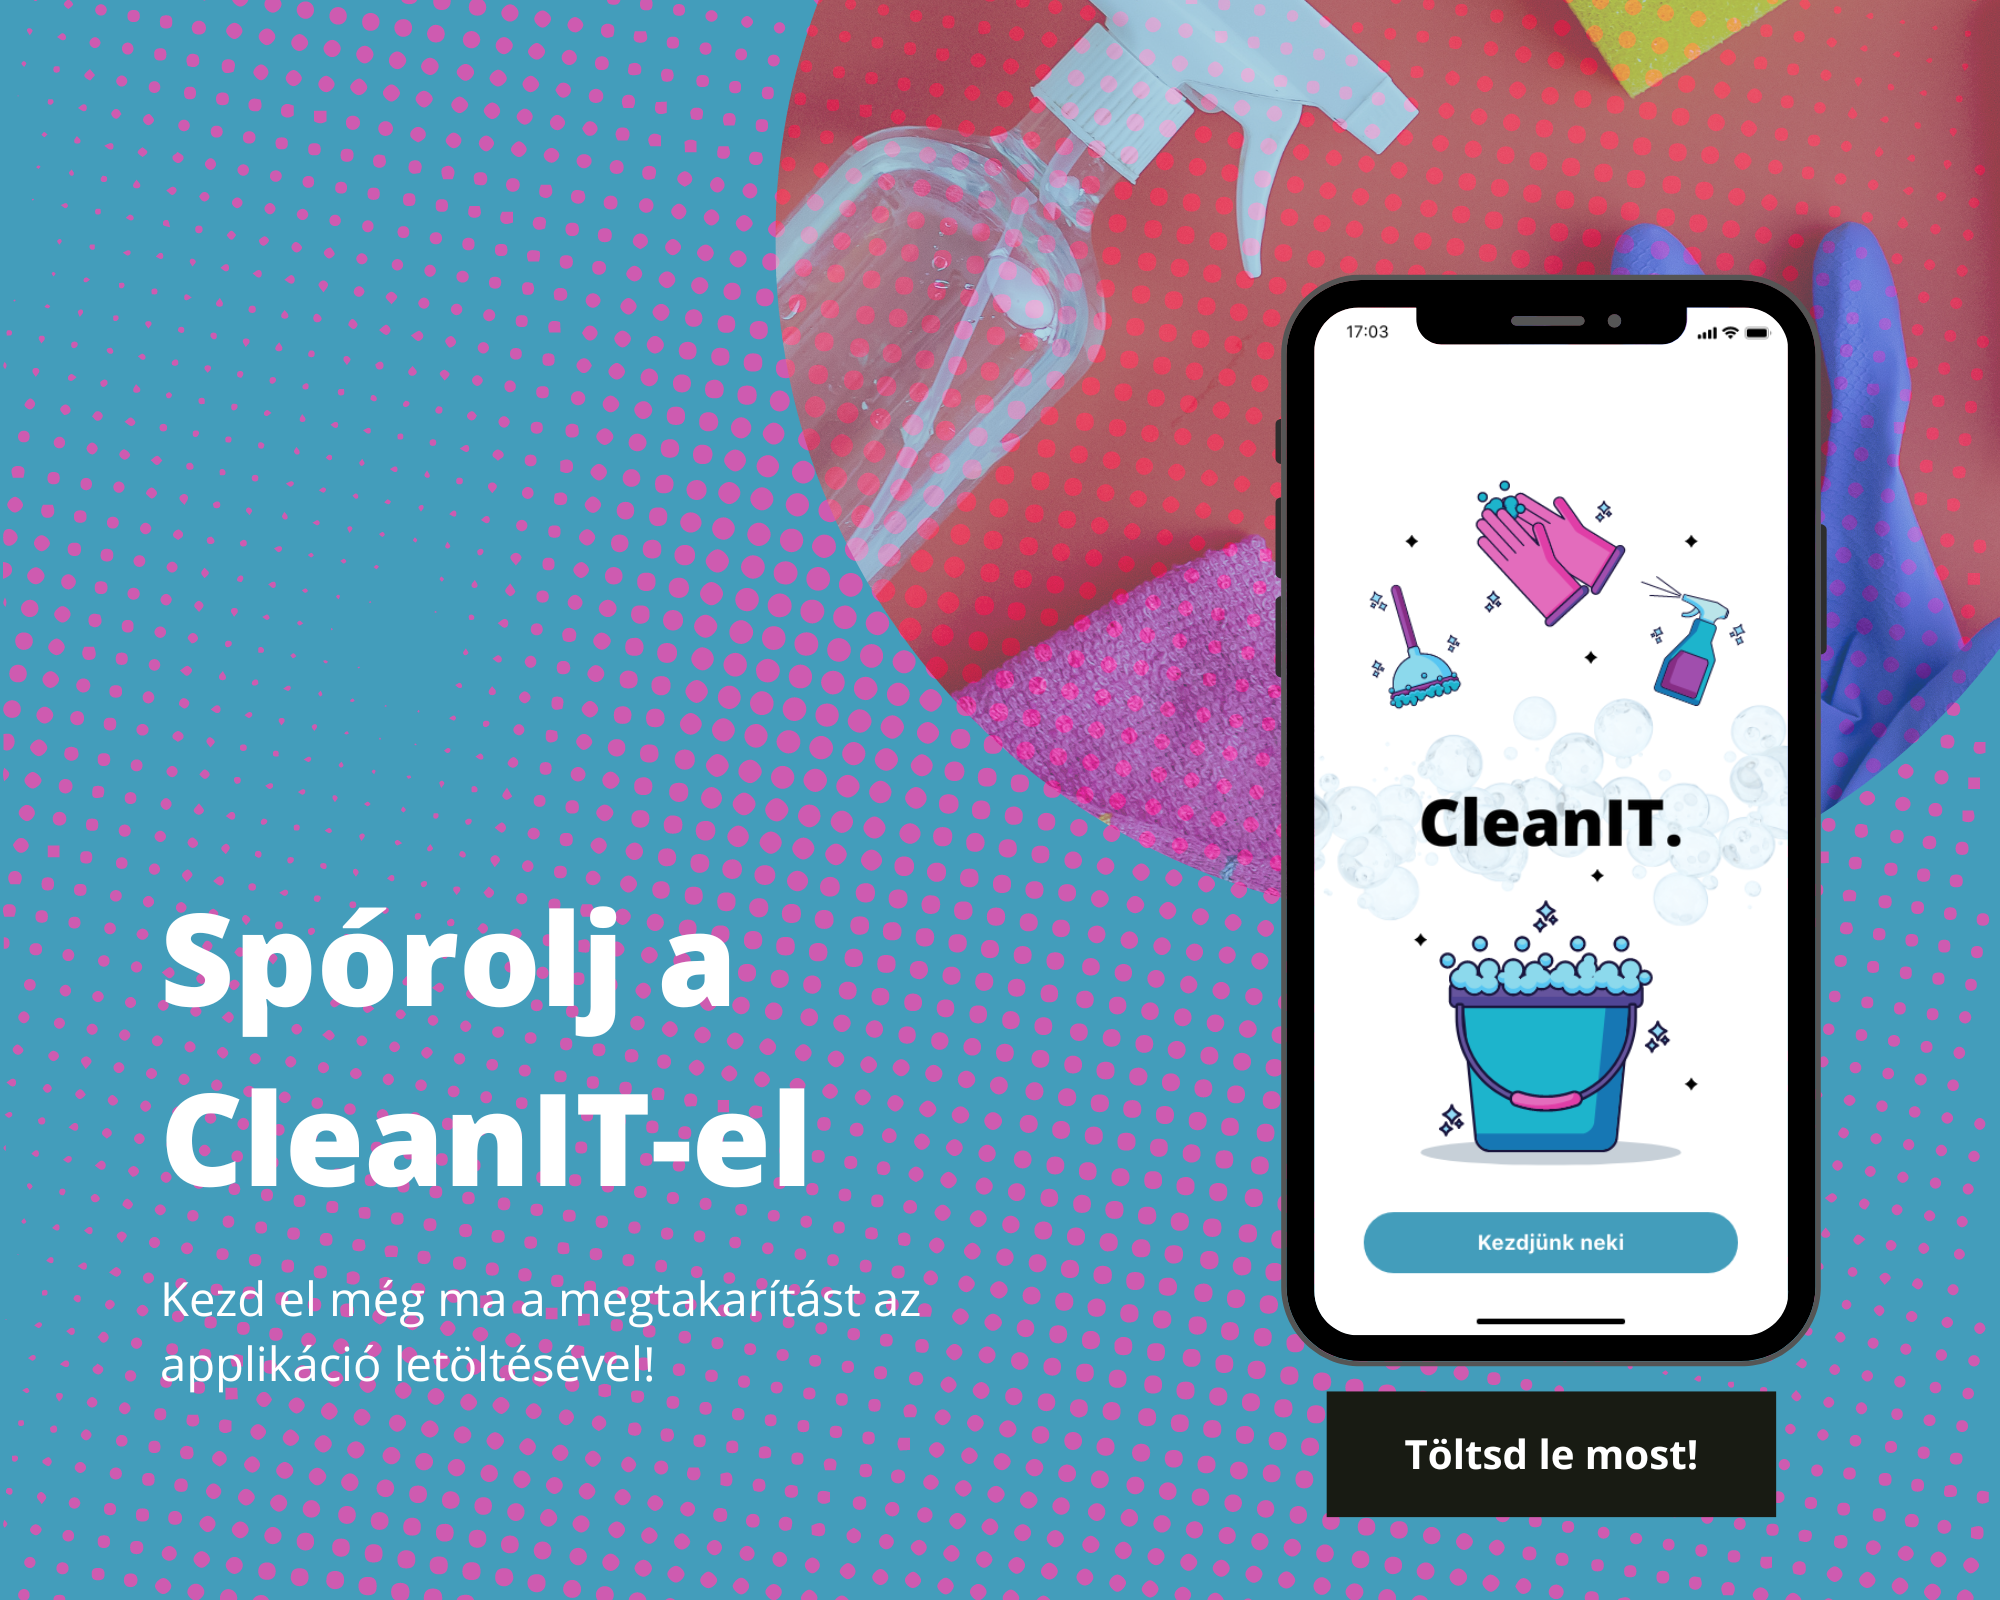 17:03
CleanIT.
Kezdjünk neki
Spórolj a
CleanIT-el
Kezd el még ma a megtakarítást az
applikáció letöltésével!
Töltsd le most!